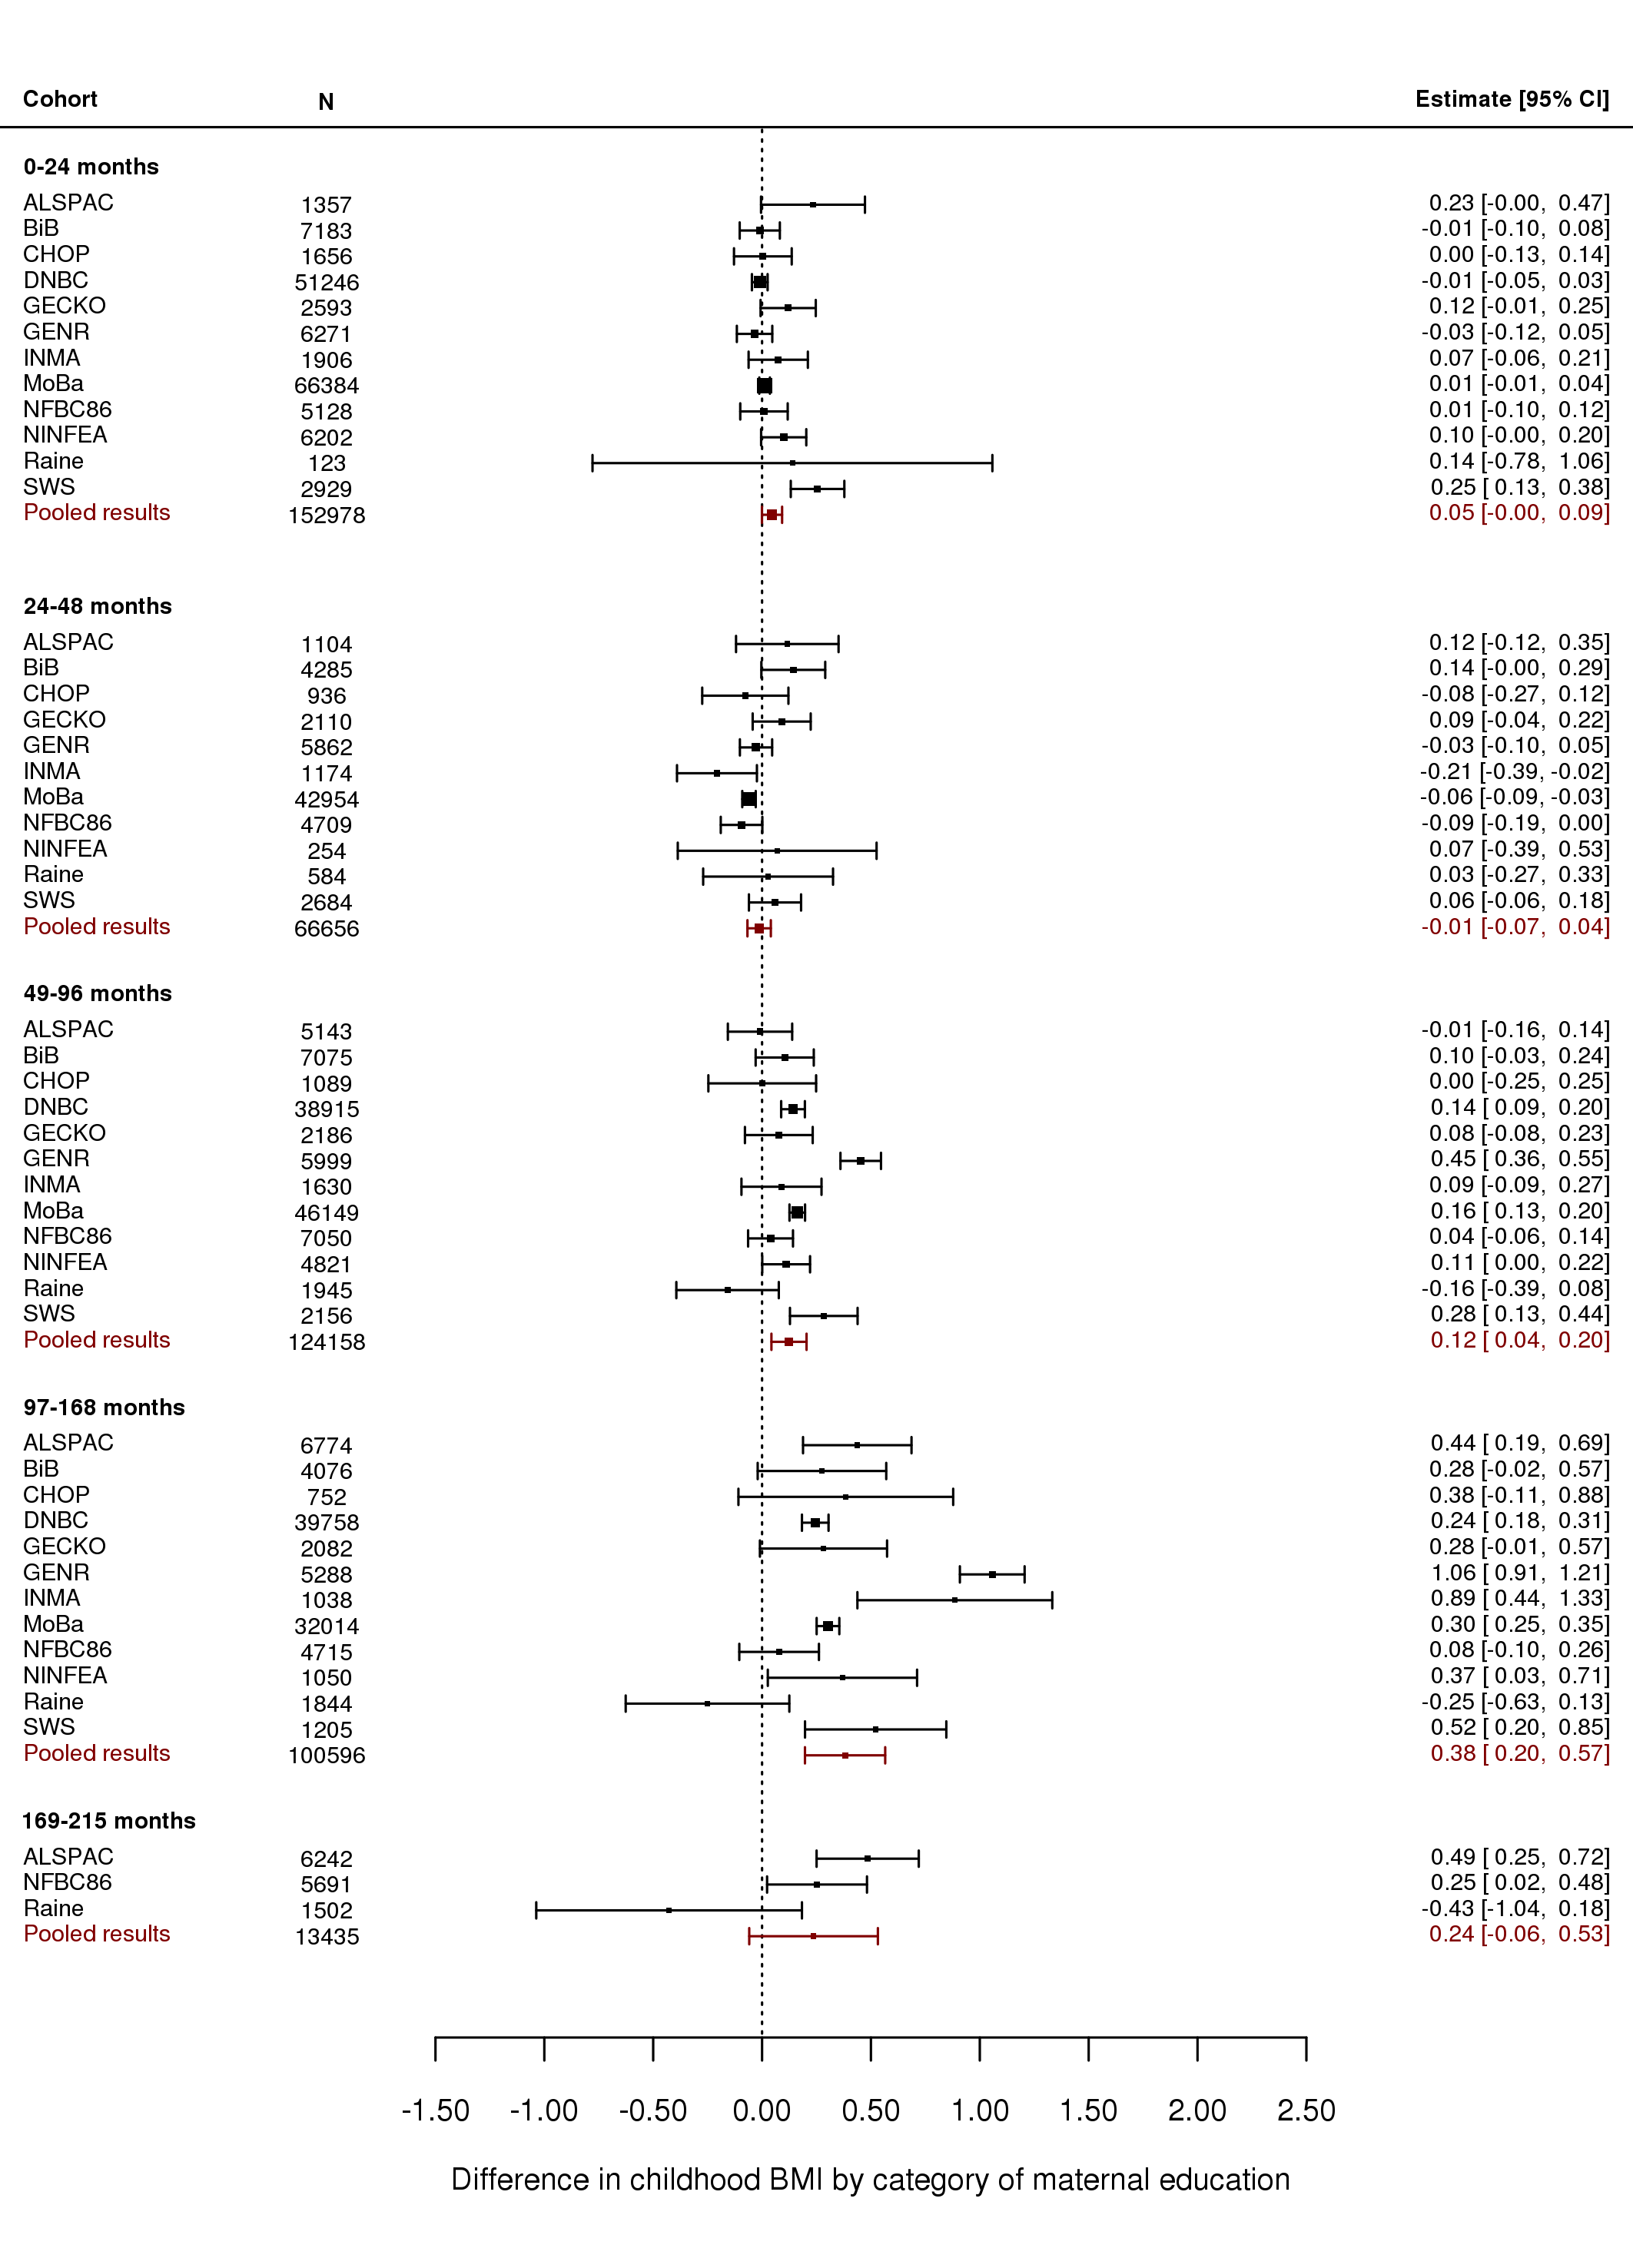 Cohort N Estimate [95% CI]
0-24 months
ALSPAC 1357 0.23 [-0.00, 0.47]
BiB 7183 -0.01 [-0.10, 0.08]
CHOP 1656 0.00 [-0.13, 0.14]
DNBC 51246 -0.01 [-0.05, 0.03]
GECKO 2593 0.12 [-0.01, 0.25]
GENR 6271 -0.03 [-0.12, 0.05]
INMA 1906 0.07 [-0.06, 0.21]
MoBa 66384 0.01 [-0.01, 0.04]
NFBC86 5128 0.01 [-0.10, 0.12]
NINFEA 6202 0.10 [-0.00, 0.20]
Raine 123 0.14 [-0.78, 1.06]
SWS 2929 0.25 [ 0.13, 0.38]
Pooled results 152978 0.05 [-0.00, 0.09]
24-48 months
ALSPAC 1104 0.12 [-0.12, 0.35]
BiB 4285 0.14 [-0.00, 0.29]
CHOP 936 -0.08 [-0.27, 0.12]
GECKO 2110 0.09 [-0.04, 0.22]
GENR 5862 -0.03 [-0.10, 0.05]
INMA 1174 -0.21 [-0.39, -0.02]
MoBa 42954 -0.06 [-0.09, -0.03]
NFBC86 4709 -0.09 [-0.19, 0.00]
NINFEA 254 0.07 [-0.39, 0.53]
Raine 584 0.03 [-0.27, 0.33]
SWS 2684 0.06 [-0.06, 0.18]
Pooled results 66656 -0.01 [-0.07, 0.04]
49-96 months
ALSPAC 5143 -0.01 [-0.16, 0.14]
BiB 7075 0.10 [-0.03, 0.24]
CHOP 1089 0.00 [-0.25, 0.25]
DNBC 38915 0.14 [ 0.09, 0.20]
GECKO 2186 0.08 [-0.08, 0.23]
GENR 5999 0.45 [ 0.36, 0.55]
INMA 1630 0.09 [-0.09, 0.27]
MoBa 46149 0.16 [ 0.13, 0.20]
NFBC86 7050 0.04 [-0.06, 0.14]
NINFEA 4821 0.11 [ 0.00, 0.22]
Raine 1945 -0.16 [-0.39, 0.08]
SWS 2156 0.28 [ 0.13, 0.44]
Pooled results 124158 0.12 [ 0.04, 0.20]
97-168 months
ALSPAC 6774 0.44 [ 0.19, 0.69]
BiB 4076 0.28 [-0.02, 0.57]
CHOP 752 0.38 [-0.11, 0.88]
DNBC 39758 0.24 [ 0.18, 0.31]
GECKO 2082 0.28 [-0.01, 0.57]
GENR 5288 1.06 [ 0.91, 1.21]
INMA 1038 0.89 [ 0.44, 1.33]
MoBa 32014 0.30 [ 0.25, 0.35]
NFBC86 4715 0.08 [-0.10, 0.26]
NINFEA 1050 0.37 [ 0.03, 0.71]
Raine 1844 -0.25 [-0.63, 0.13]
SWS 1205 0.52 [ 0.20, 0.85]
Pooled results 100596 0.38 [ 0.20, 0.57]
169-215 months
ALSPAC 6242 0.49 [ 0.25, 0.72]
NFBC86 5691 0.25 [ 0.02, 0.48]
Raine 1502 -0.43 [-1.04, 0.18]
Pooled results 13435 0.24 [-0.06, 0.53]
-1.50 -1.00 -0.50 0.00 0.50 1.00 1.50 2.00 2.50
Difference in childhood BMI by category of maternal education